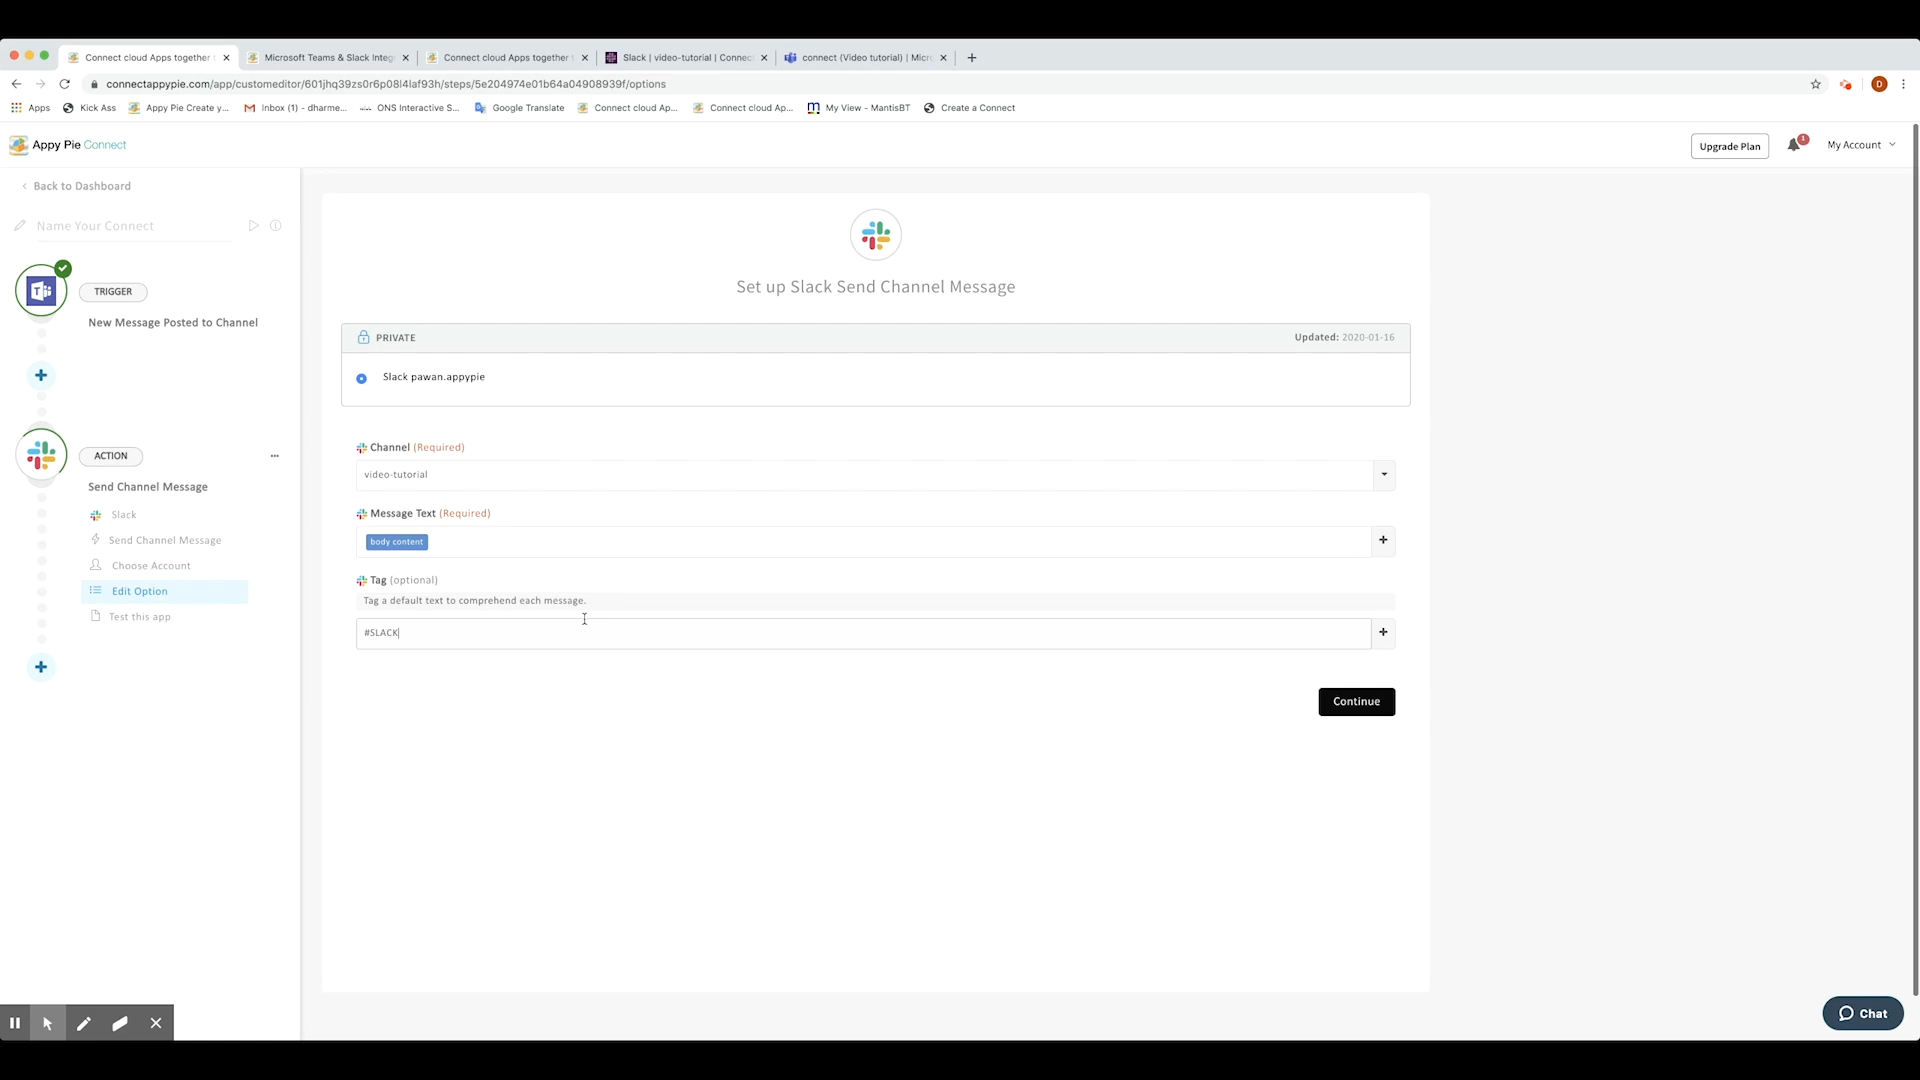 Connect cloud Apps together t
Microsoft Teams & Slack Integ
Connect cloud Apps together t
Slack | video-tutorial | Connec
connect (Video tutorial) | Micro
connectappypie.com/app/customeditor/601jhq39zs0r6p08l4laf93h/steps/5e204974e01b64a04908939f/options
D
Apps
Kick Ass
Appy Pie Create y...
Inbox (1) - dharme...
ONS Interactive S...
Google Translate
Connect cloud Ap...
Connect cloud Ap...
My View - MantisBT
Create a Connect
Appy Pie Connect
Upgrade Plan
1
My Account
Back to Dashboard
Name Your Connect
TRIGGER
New Message Posted to Channel
ACTION
...
Send Channel Message
Slack
Send Channel Message
Choose Account
Edit Option
Test this app
Set up Slack Send Channel Message
PRIVATE
Updated: 2020-01-16
Slack pawan.appypie
Channel (Required)
video-tutorial
Message Text (Required)
body content
Tag (optional)
Tag a default text to comprehend each message.
#SLACK
Continue
Chat